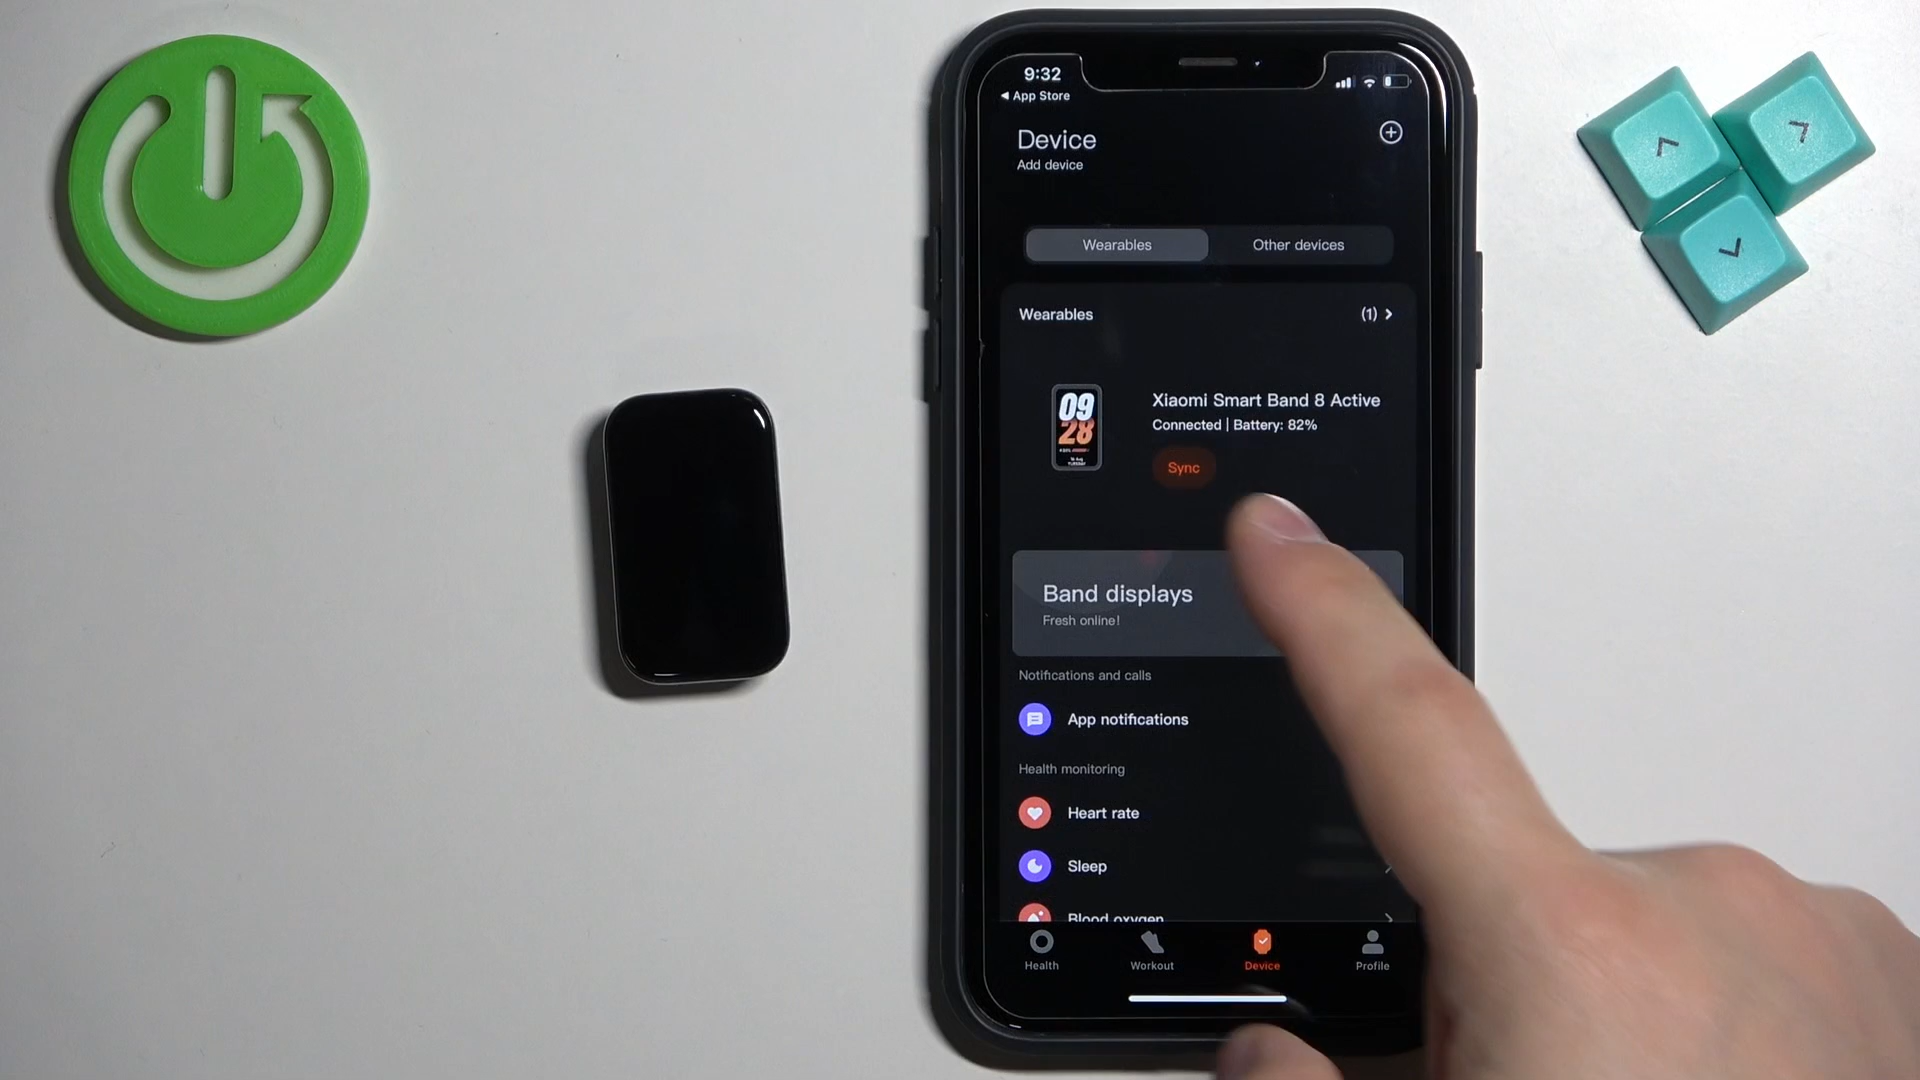 9:32
App Store
Device
Add device
Wearables
Other devices
Wearables
(1)
09
28
Xiaomi Smart Band 8 Active
Connected | Battery: 82%
Sync
Band displays
Fresh online!
Notifications and calls
App notifications
Health monitoring
Heart rate
Sleep
Blood oxygen
Health
Workout
Device
Profile